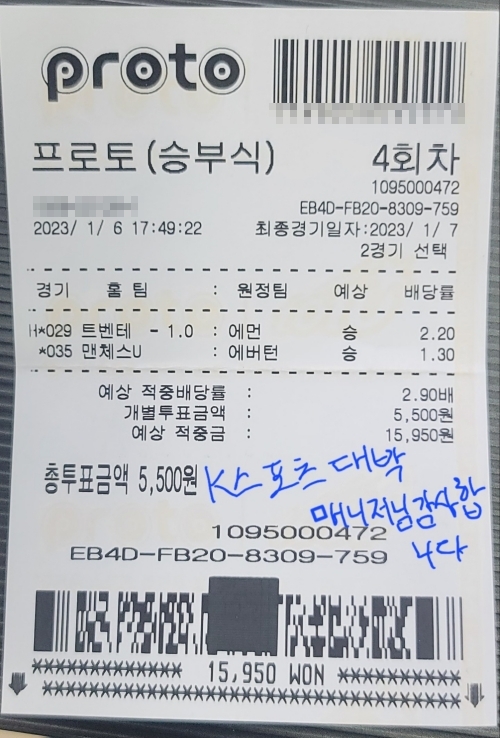 proto
프로토(승부식) 4회차
1095000472
EB4D-FB20-8309-759
2023/ 1/ 6 17:49:22 최종경기일자:2023/ 1/ 7
2경기 선택
경기 홈 팀 : 원정팀 예상 배당률
H*029 트벤테 - 1.0 : 에먼 승 2.20
*035 맨체스U : 에버턴 승 1.30
예상 적중배당률 : 2.90배
개별투표금액 : 5,500원
예상 적중금 : 15,950원
총투표금액 5,500원
K스포츠 대박
매니저님감사합
니다
1095000472
EB4D-FB20-8309-759
*************** 15,950 WON ***************